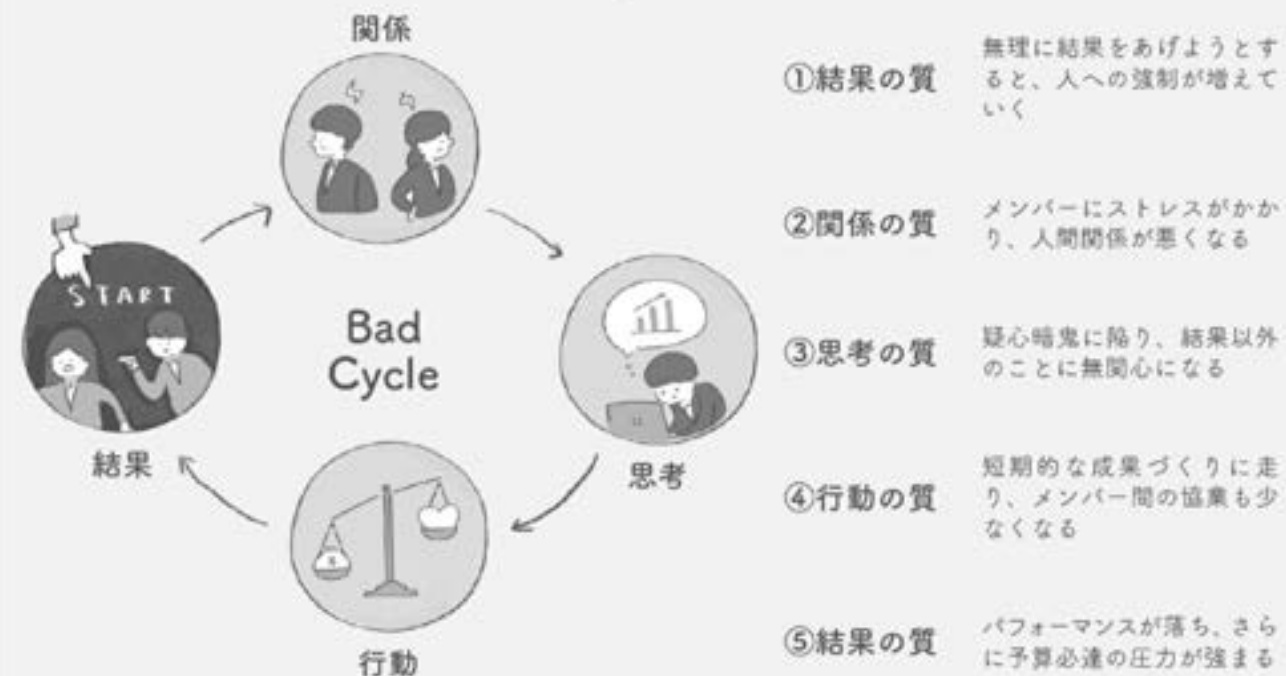 関係
START
結果
Bad
Cycle
思考
行動
①結果の質
無理に結果をあげようとす
ると、人への強制が増えて
いく
②関係の質
メンバーにストレスがかか
り、人間関係が悪くなる
③思考の質
疑心暗鬼に陥り、結果以外
のことに無関心になる
④行動の質
短期的な成果づくりに走
り、メンバー間の協業も少
なくなる
⑤結果の質
パフォーマンスが落ち、さら
に予算必達の圧力が強まる